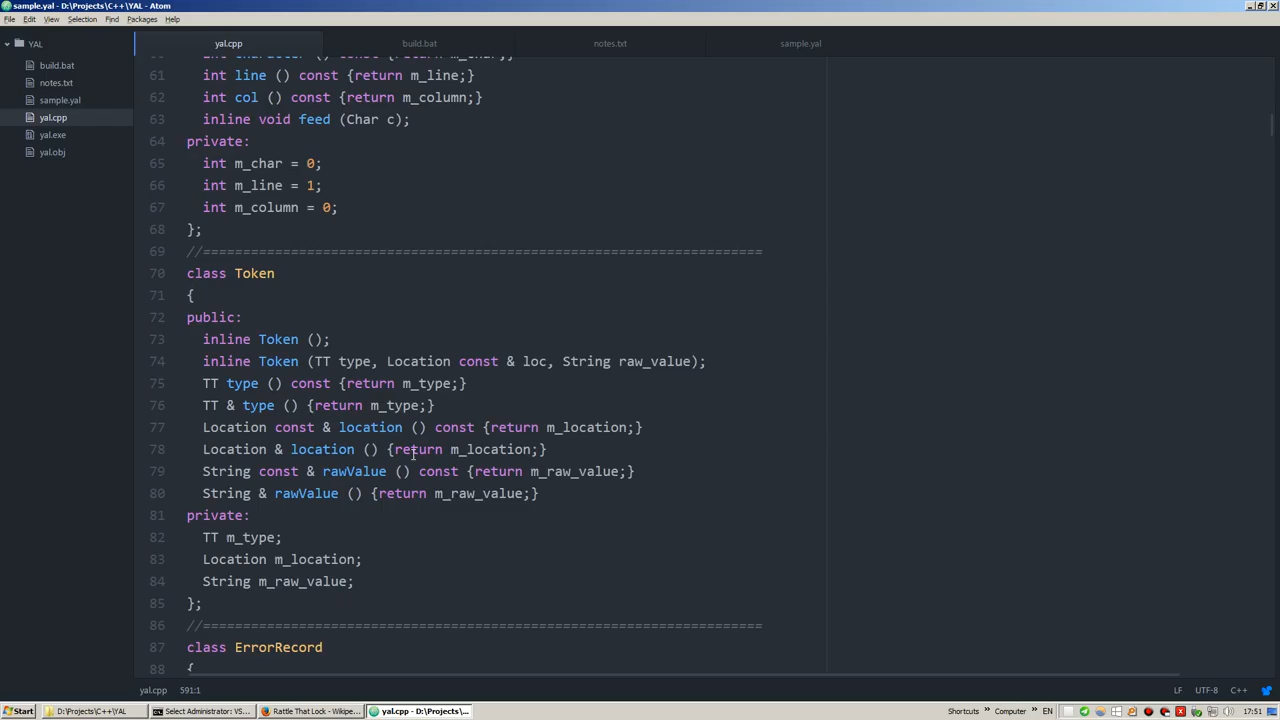 sample.yal - D:\Projects\C++\YAL - Atom
File Edit View Selection Find Packages Help
YAL
build.bat
notes.txt
sample.yal
yal.cpp
yal.exe
yal.obj
yal.cpp build.bat notes.txt sample.yal
60 int character () const {return m_char;}
61 int line () const {return m_line;}
62 int col () const {return m_column;}
63 inline void feed (Char c);
64 private:
65 int m_char = 0;
66 int m_line = 1;
67 int m_column = 0;
68 };
69 //======================================================================
70 class Token
71 {
72 public:
73 inline Token ();
74 inline Token (TT type, Location const & loc, String raw_value);
75 TT type () const {return m_type;}
76 TT & type () {return m_type;}
77 Location const & location () const {return m_location;}
78 Location & location () {return m_location;}
79 String const & rawValue () const {return m_raw_value;}
80 String & rawValue () {return m_raw_value;}
81 private:
82 TT m_type;
83 Location m_location;
84 String m_raw_value;
85 };
86 //======================================================================
87 class ErrorRecord
88 {
yal.cpp 591:1 LF UTF-8 C++
Start D:\Projects\C++\YAL Select Administrator: VS... Rattle That Lock - Wikipe... yal.cpp - D:\Projects\... Shortcuts » Computer » EN 17:51